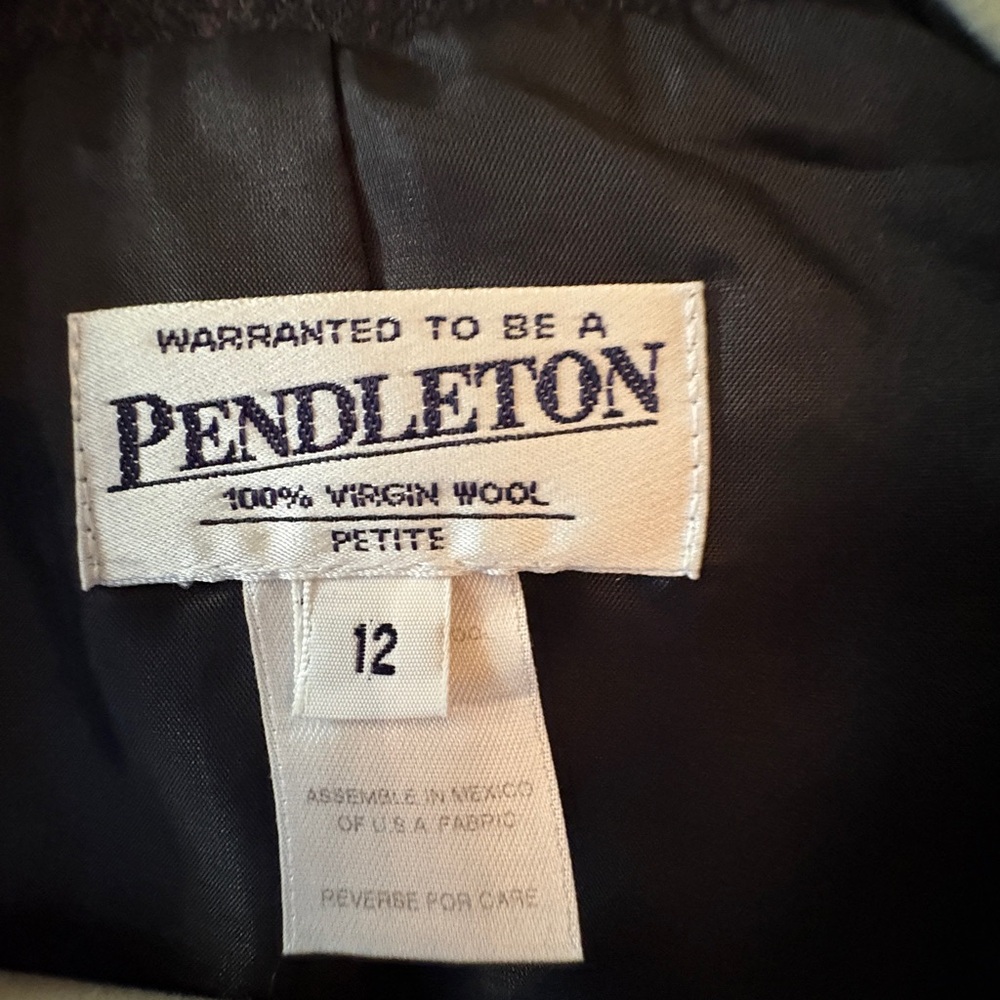 WARRANTED TO BE A
PENDLETON
100% VIRGIN WOOL
PETITE
12
ASSEMBLE IN MEXICO
OF U.S.A. FABRIC
REVERSE FOR CARE